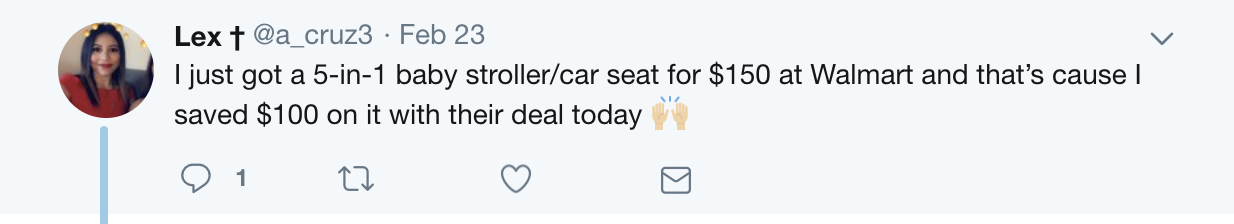 Lex † @a_cruz3 · Feb 23
I just got a 5-in-1 baby stroller/car seat for $150 at Walmart and that’s cause I
saved $100 on it with their deal today 🙌🏼
1